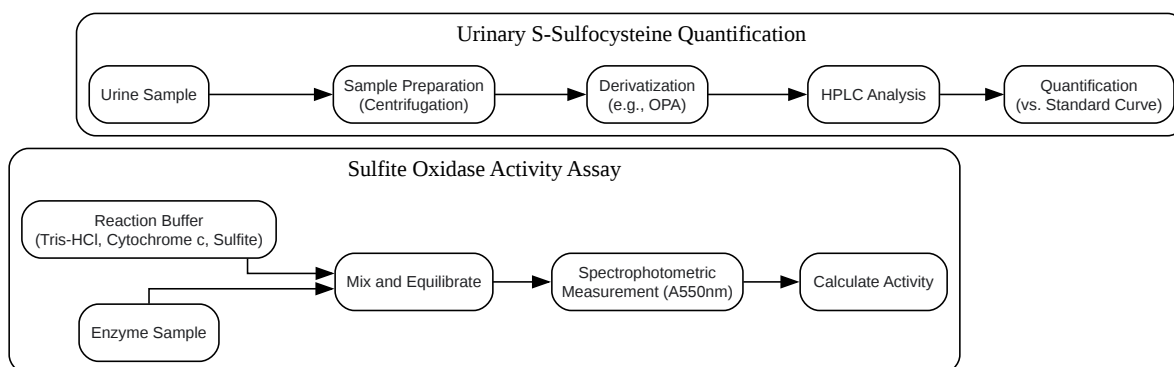 Urinary S-Sulfocysteine Quantification
Urine Sample
Sample Preparation
(Centrifugation)
Derivatization
(e.g., OPA)
HPLC Analysis
Quantification
(vs. Standard Curve)
Sulfite Oxidase Activity Assay
Reaction Buffer
(Tris-HCl, Cytochrome c, Sulfite)
Enzyme Sample
Mix and Equilibrate
Spectrophotometric
Measurement (A550nm)
Calculate Activity